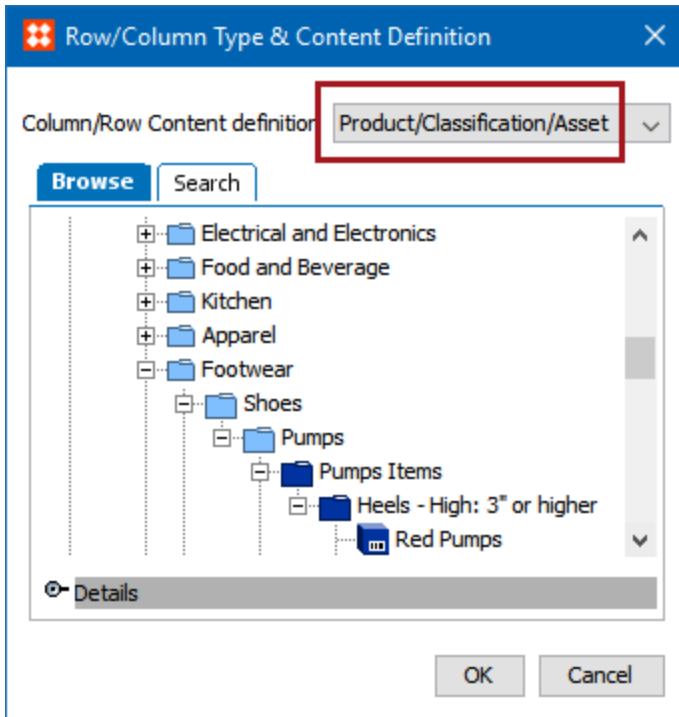 Row/Column Type & Content Definition
Column/Row Content definition Product/Classification/Asset
Browse Search
Electrical and Electronics
Food and Beverage
Kitchen
Apparel
Footwear
Shoes
Pumps
Pumps Items
Heels - High: 3" or higher
Red Pumps
Details
OK Cancel